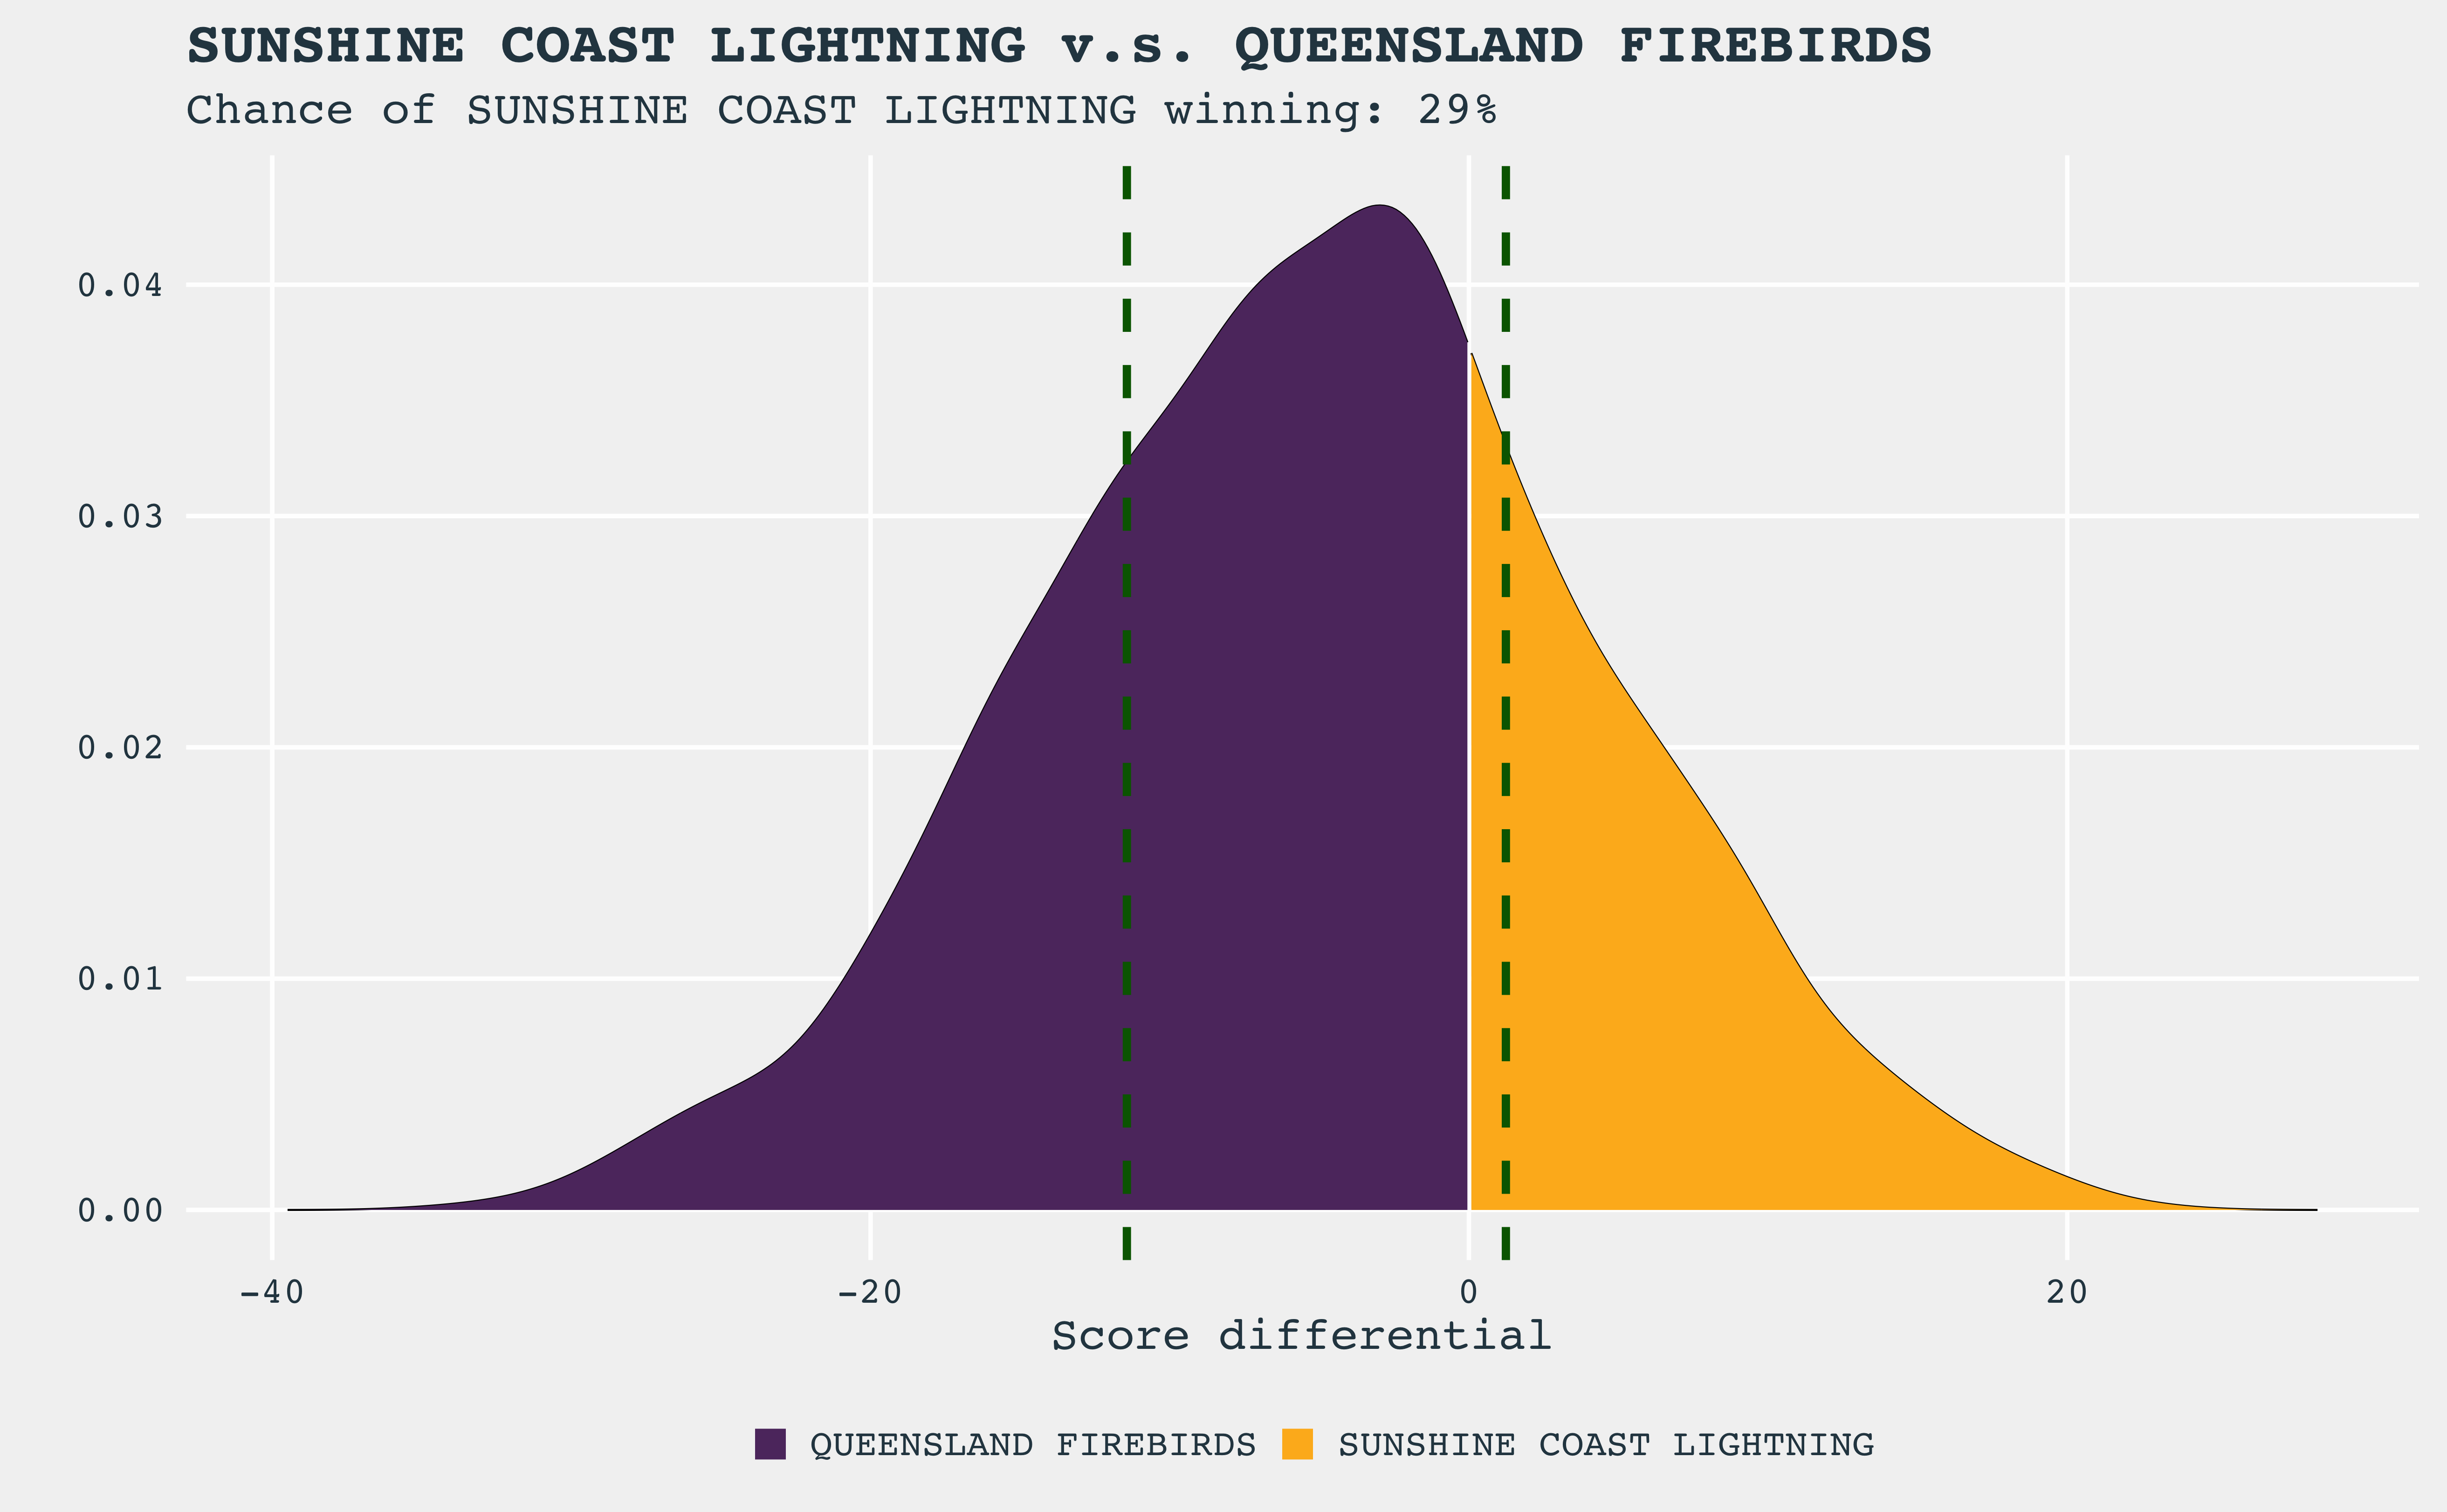 SUNSHINE COAST LIGHTNING v.s. QUEENSLAND FIREBIRDS
Chance of SUNSHINE COAST LIGHTNING winning: 29%
0.04
0.03
0.02
0.01
0.00
-40 -20 0 20
Score differential
QUEENSLAND FIREBIRDS SUNSHINE COAST LIGHTNING